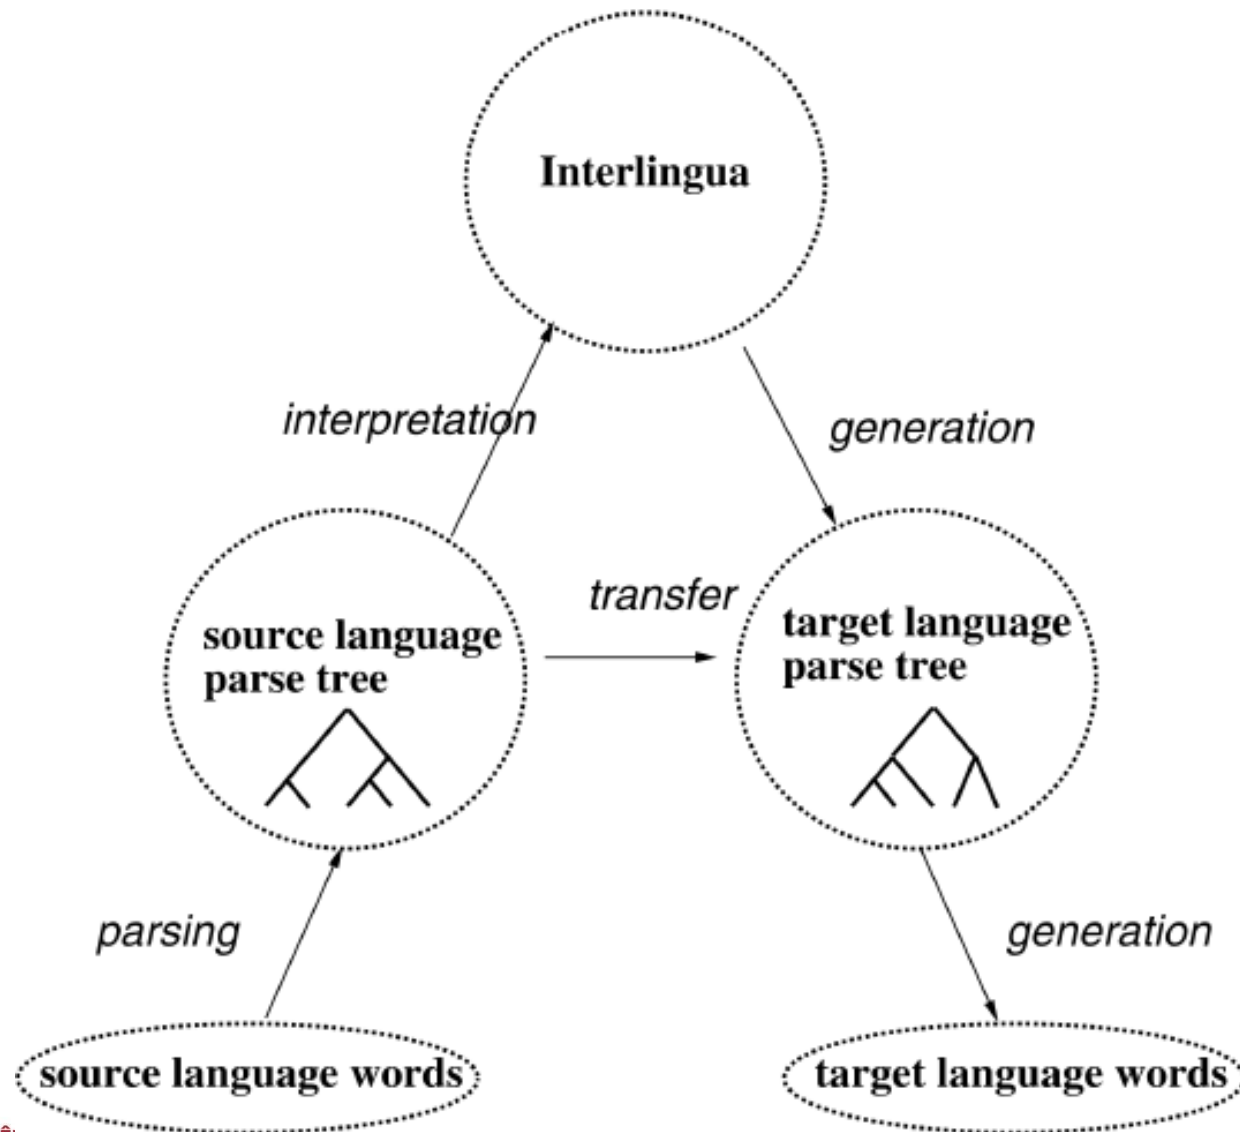 Interlingua
interpretation
generation
transfer
source language
parse tree
target language
parse tree
parsing
generation
source language words
target language words